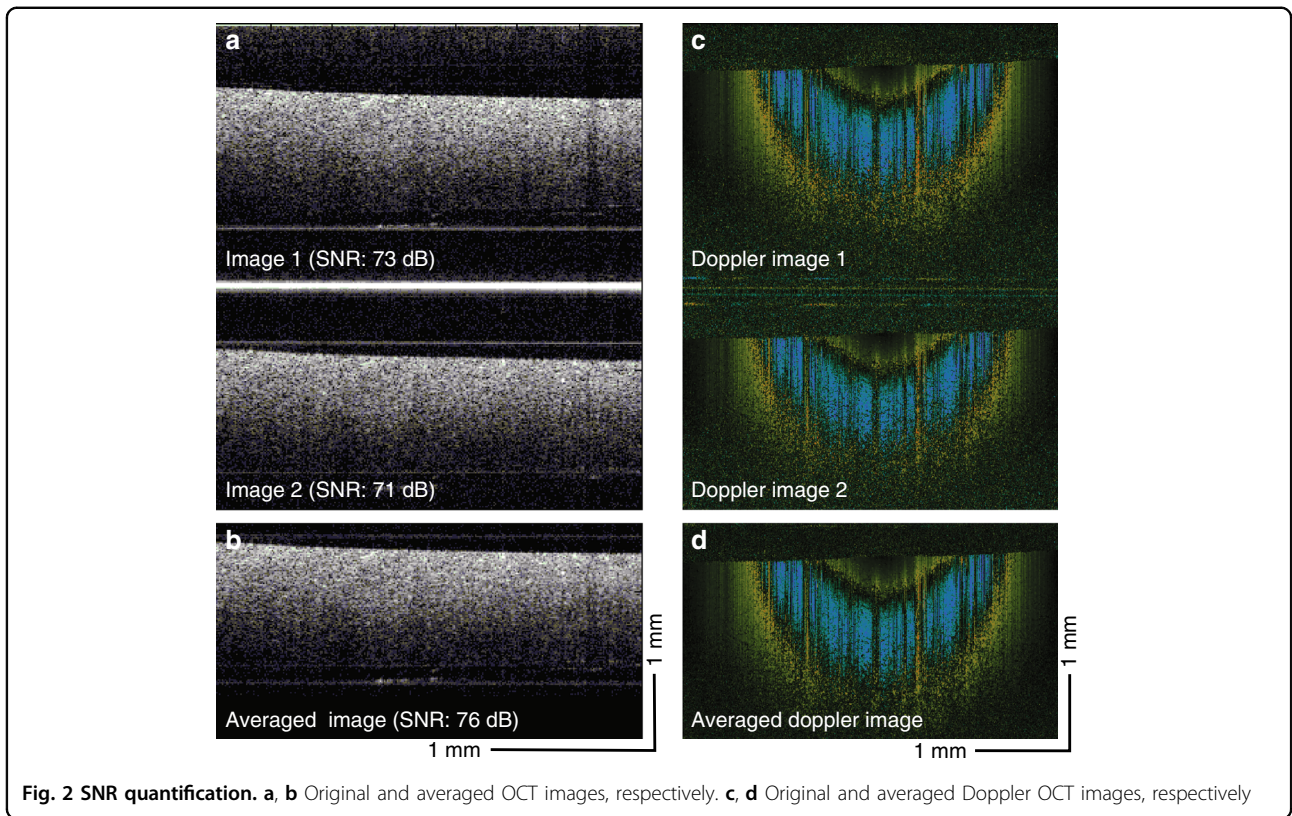 a
Image 1 (SNR: 73 dB)
Image 2 (SNR: 71 dB)
b
Averaged image (SNR: 76 dB)
1 mm
1 mm
c
Doppler image 1
Doppler image 2
d
Averaged doppler image
1 mm
1 mm
Fig. 2 SNR quantification. a, b Original and averaged OCT images, respectively. c, d Original and averaged Doppler OCT images, respectively